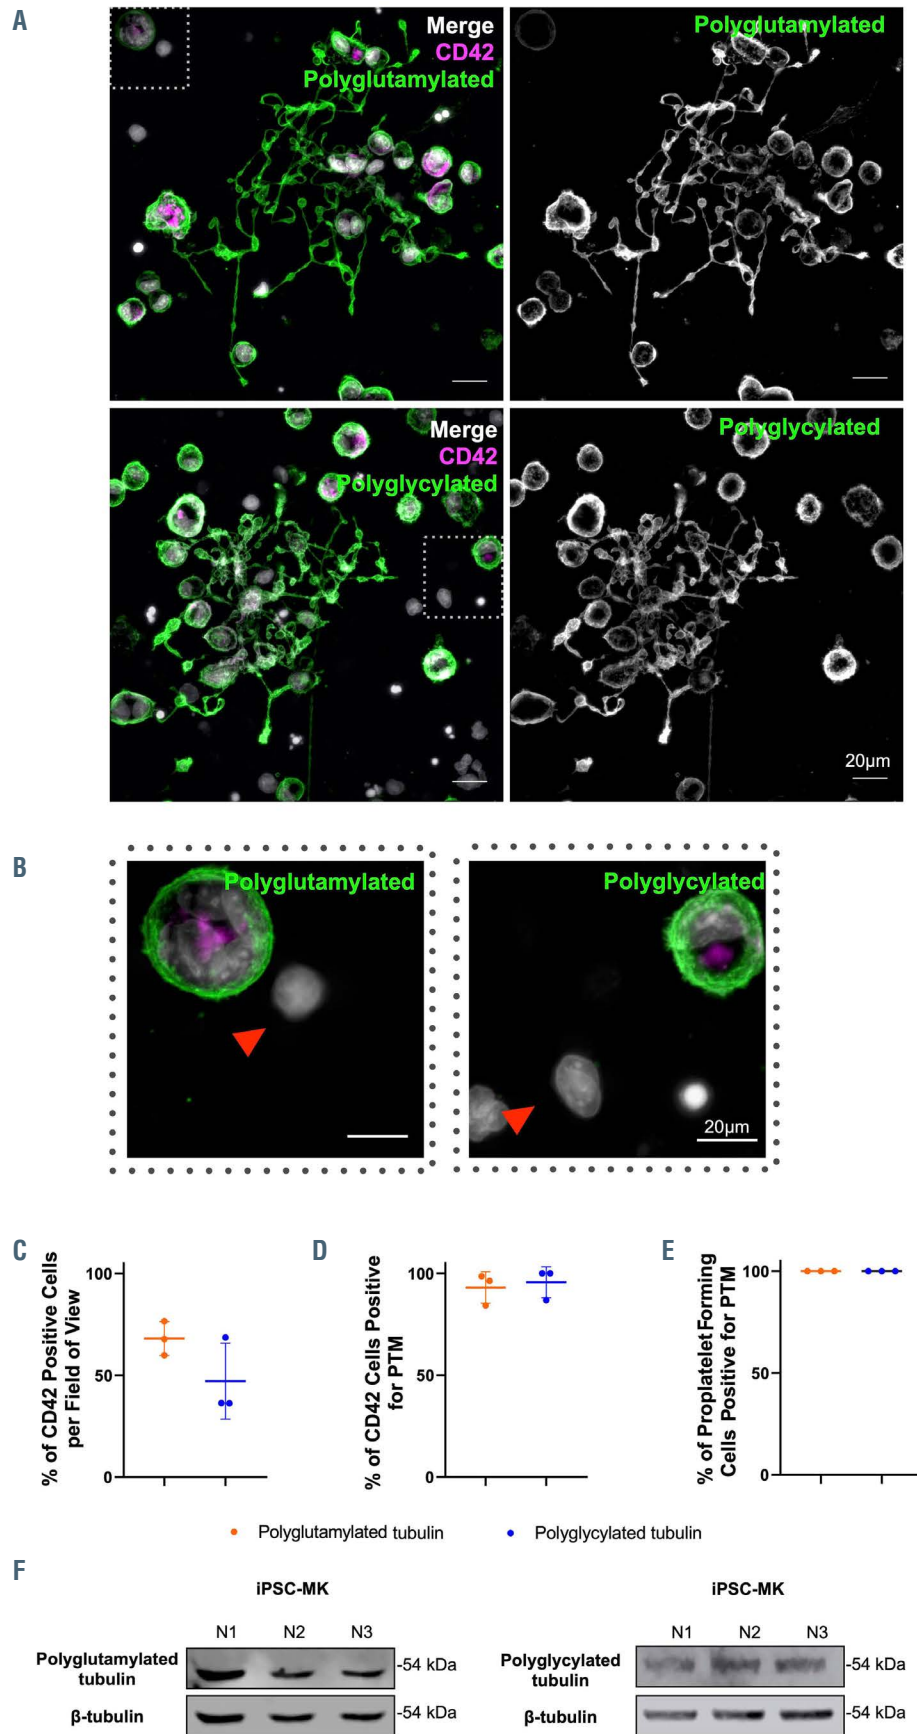 A
Merge
CD42
Polyglutamylated
Polyglutamylated
Merge
CD42
Polyglycylated
Polyglycylated
20µm
B
Polyglutamylated
Polyglycylated
20µm
C
% of CD42 Positive Cells
per Field of View
100
50
0
D
% of CD42 Cells Positive
for PTM
100
50
0
E
% of Proplatelet Forming
Cells Positive for PTM
100
50
0
Polyglutamylated tubulin
Polyglycylated tubulin
F
iPSC-MK
N1 N2 N3
Polyglutamylated
tubulin
-54 kDa
β-tubulin
-54 kDa
iPSC-MK
N1 N2 N3
Polyglycylated
tubulin
-54 kDa
β-tubulin
-54 kDa